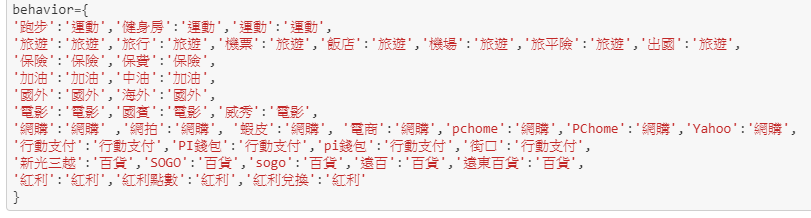 behavior={
'跑步':'運動','健身房':'運動','運動':'運動',
'旅遊':'旅遊','旅行':'旅遊','機票':'旅遊','飯店':'旅遊','機場':'旅遊','旅平險':'旅遊','出國':'旅遊',
'保險':'保險','保費':'保險',
'加油':'加油','中油':'加油',
'國外':'國外','海外':'國外',
'電影':'電影','國賓':'電影','威秀':'電影',
'網購':'網購' ,'網拍':'網購', '蝦皮':'網購', '電商':'網購','pchome':'網購','PChome':'網購','Yahoo':'網購',
'行動支付':'行動支付','PI錢包':'行動支付','pi錢包':'行動支付','街口':'行動支付',
'新光三越':'百貨','SOGO':'百貨','sogo':'百貨','遠百':'百貨','遠東百貨':'百貨',
'紅利':'紅利','紅利點數':'紅利','紅利兌換':'紅利'
}